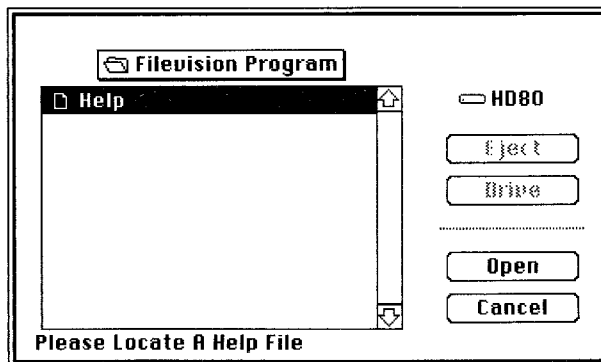 Filevision Program
Help
HD80
Eject
Drive
Open
Cancel
Please Locate A Help File